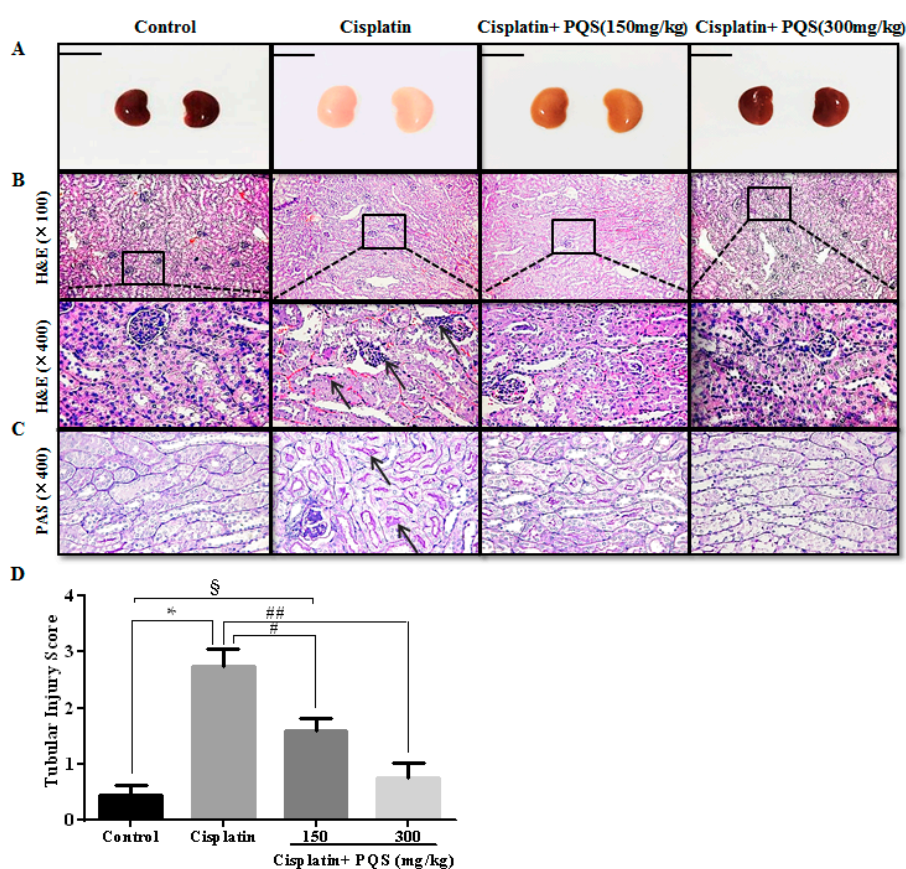 Control Cisplatin Cisplatin+ PQS(150mg/kg) Cisplatin+ PQS(300mg/kg)
A
B
H&E (×100)
H&E (×400)
C
PAS (×400)
D
§
* ##
#
Tubular Injury Score
4
3
2
1
0
Control Cisplatin 150 300
Cisplatin+ PQS (mg/kg)